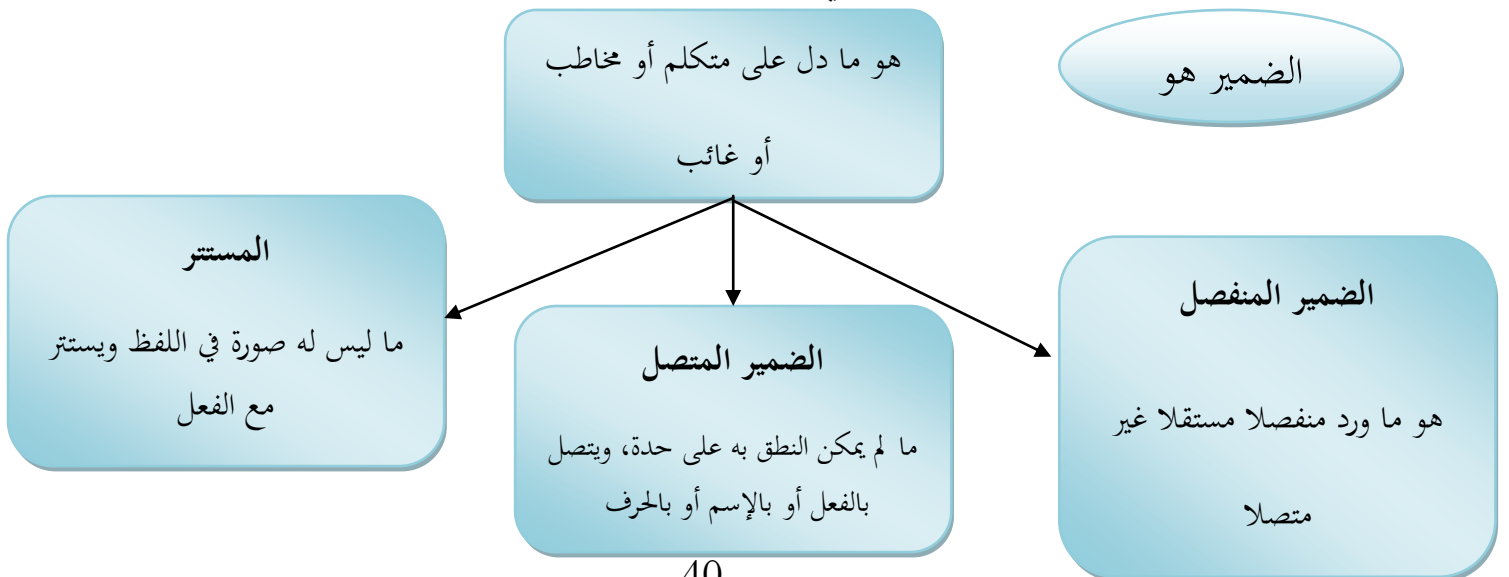 الضمير هو
هو ما دل على متكلم أو مخاطب
أو غائب
الضمير المنفصل
هو ما ورد منفصلا مستقلا غير
متصلا
الضمير المتصل
ما لم يمكن النطق به على حدة، ويتصل
بالفعل أو بالإسم أو بالحرف
المستتر
ما ليس له صورة في اللفظ ويستتر
مع الفعل
40